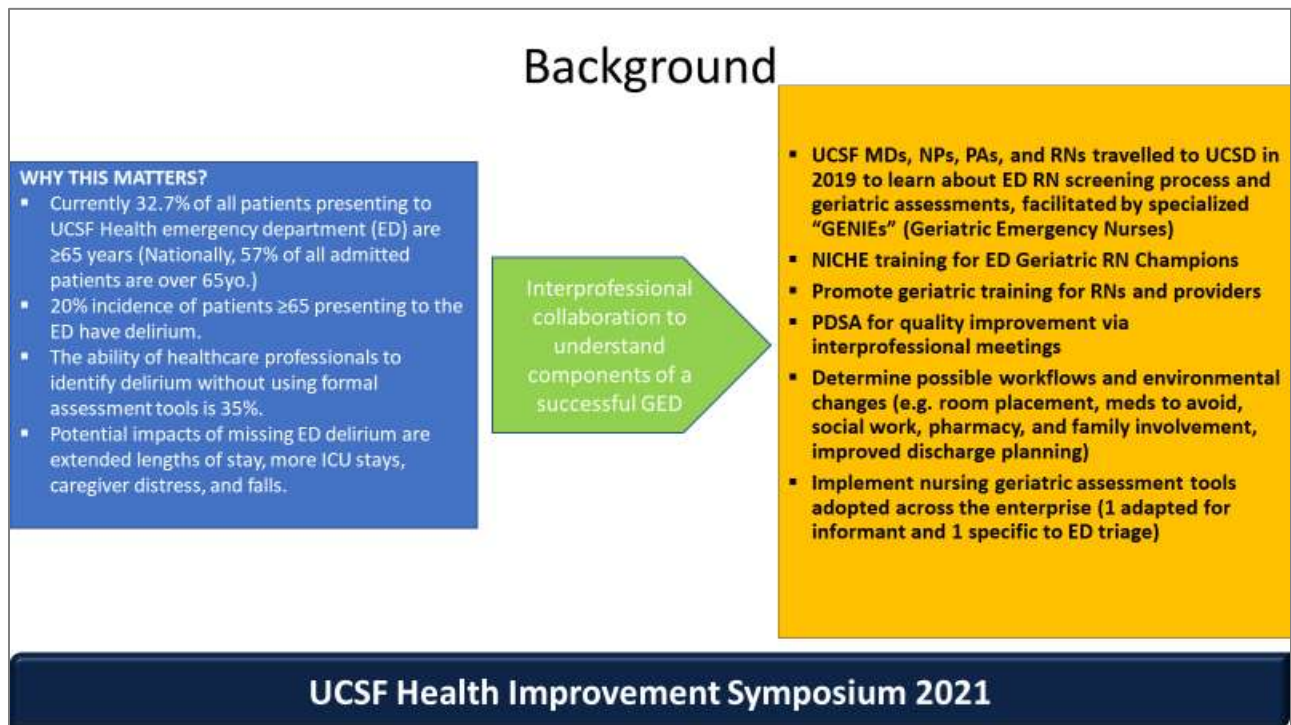 Background
WHY THIS MATTERS?
▪ Currently 32.7% of all patients presenting to
UCSF Health emergency department (ED) are
≥65 years (Nationally, 57% of all admitted
patients are over 65yo.)
▪ 20% incidence of patients ≥65 presenting to the
ED have delirium.
▪ The ability of healthcare professionals to
identify delirium without using formal
assessment tools is 35%.
▪ Potential impacts of missing ED delirium are
extended lengths of stay, more ICU stays,
caregiver distress, and falls.
Interprofessional
collaboration to
understand
components of a
successful GED
▪ UCSF MDs, NPs, PAs, and RNs travelled to UCSD in
2019 to learn about ED RN screening process and
geriatric assessments, facilitated by specialized
“GENIEs” (Geriatric Emergency Nurses)
▪ NICHE training for ED Geriatric RN Champions
▪ Promote geriatric training for RNs and providers
▪ PDSA for quality improvement via
interprofessional meetings
▪ Determine possible workflows and environmental
changes (e.g. room placement, meds to avoid,
social work, pharmacy, and family involvement,
improved discharge planning)
▪ Implement nursing geriatric assessment tools
adopted across the enterprise (1 adapted for
informant and 1 specific to ED triage)
UCSF Health Improvement Symposium 2021